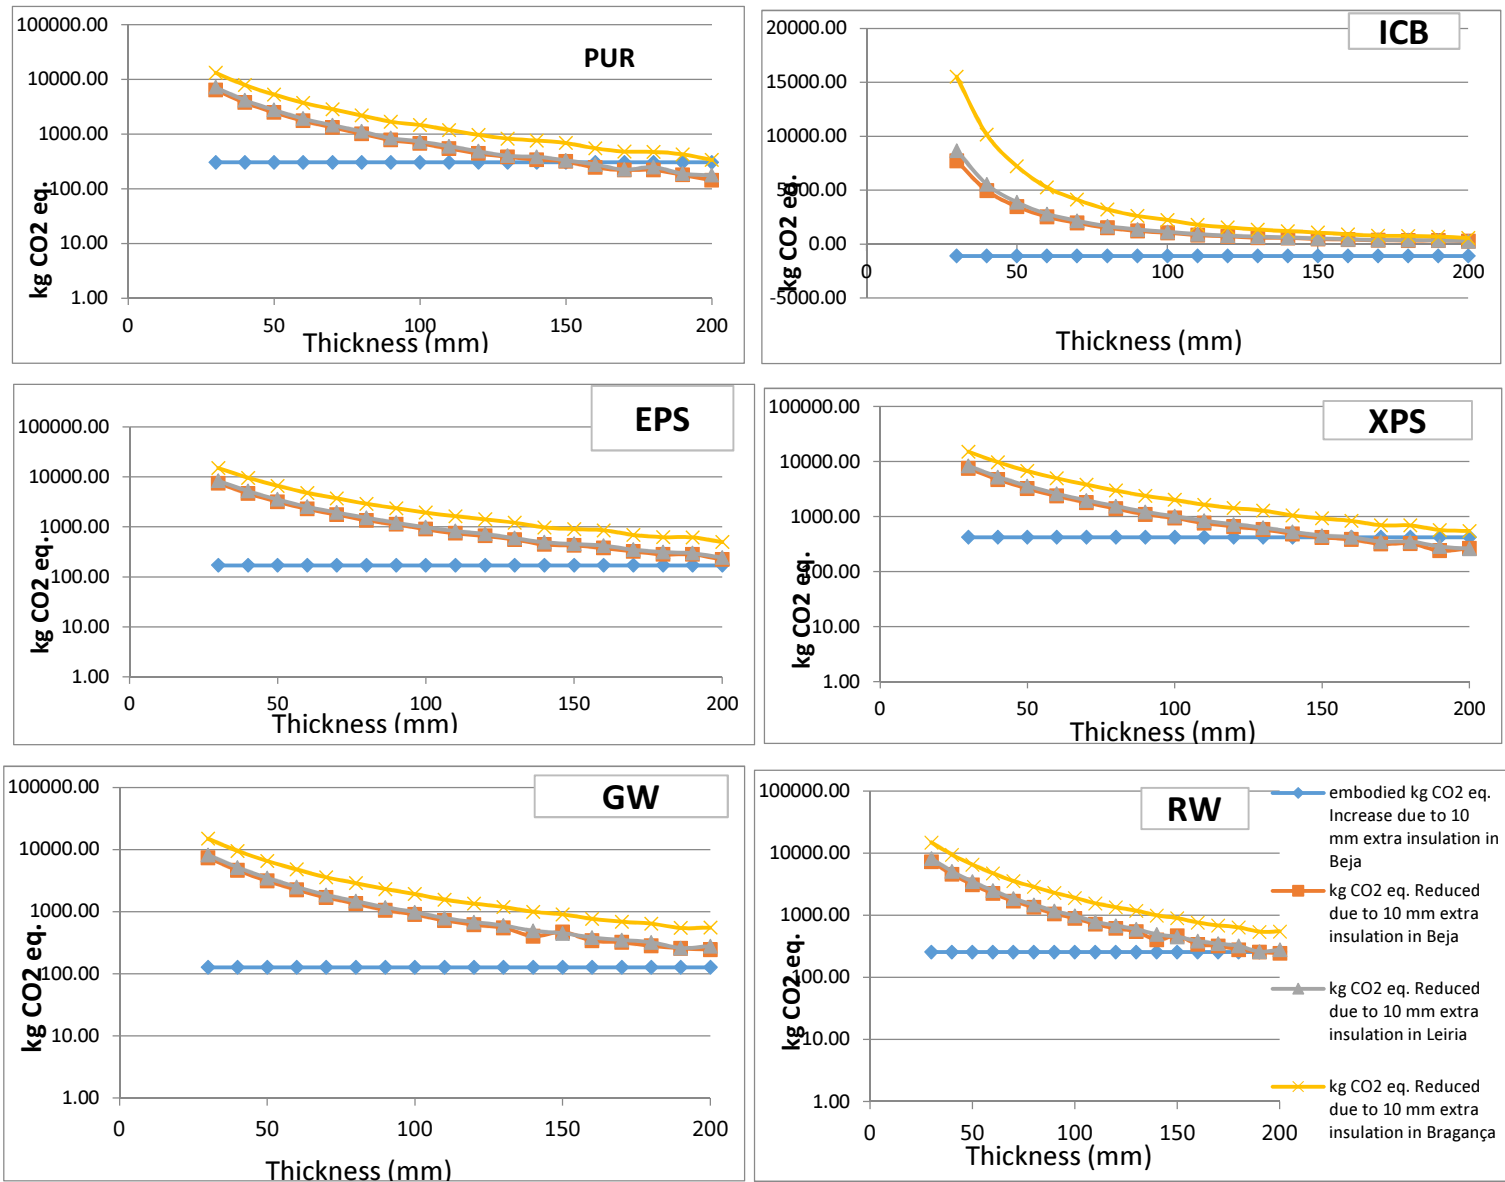 PUR
100000.00
10000.00
1000.00
100.00
10.00
1.00
0
50
100
150
200
kg CO2 eq.
Thickness (mm)
ICB
20000.00
15000.00
10000.00
5000.00
0.00
-5000.00
0
50
100
150
200
kg CO2 eq.
Thickness (mm)
EPS
100000.00
10000.00
1000.00
100.00
10.00
1.00
0
50
100
150
200
kg CO2 eq.
Thickness (mm)
XPS
100000.00
10000.00
1000.00
100.00
10.00
1.00
0
50
100
150
200
kg CO2 eq.
Thickness (mm)
GW
100000.00
10000.00
1000.00
100.00
10.00
1.00
0
50
100
150
200
kg CO2 eq.
Thickness (mm)
RW
100000.00
10000.00
1000.00
100.00
10.00
1.00
0
50
100
150
200
kg CO2 eq.
Thickness (mm)
embodied kg CO2 eq.
Increase due to 10
mm extra insulation in
Beja
kg CO2 eq. Reduced
due to 10 mm extra
insulation in Beja
kg CO2 eq. Reduced
due to 10 mm extra
insulation in Leiria
kg CO2 eq. Reduced
due to 10 mm extra
insulation in Bragança